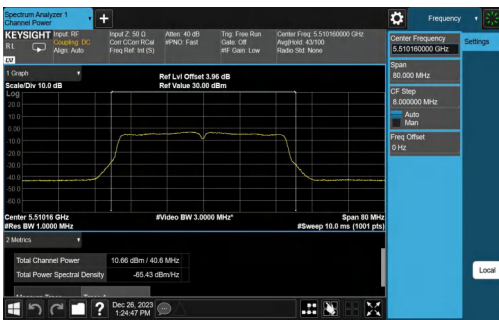 Spectrum Analyzer 1
Channel Power
+
Frequency
KEYSIGHT
Input: RF
Coupling: DC
Align: Auto
Input Z: 50 Ω
Corr CCorr RCal
Freq Ref: Int (S)
Atten: 40 dB
#PNO: Fast
Trig: Free Run
Gate: Off
#IF Gain: Low
Center Freq: 5.510160000 GHz
Avg|Hold: 43/100
Radio Std: None
RL
LW
Center Frequency
5.510160000 GHz
Settings
Span
80.000 MHz
CF Step
8.000000 MHz
Auto
Man
Freq Offset
0 Hz
Local
1 Graph
Scale/Div 10.0 dB
Ref Lvl Offset 3.96 dB
Ref Value 30.00 dBm
Log
20.0
10.0
0.00
-10.0
-20.0
-30.0
-40.0
-50.0
-60.0
Center 5.51016 GHz
#Res BW 1.0000 MHz
#Video BW 3.0000 MHz*
Span 80 MHz
#Sweep 10.0 ms (1001 pts)
2 Metrics
Total Channel Power 10.66 dBm / 40.6 MHz
Total Power Spectral Density -65.43 dBm/Hz
?
Dec 26, 2023
1:24:47 PM